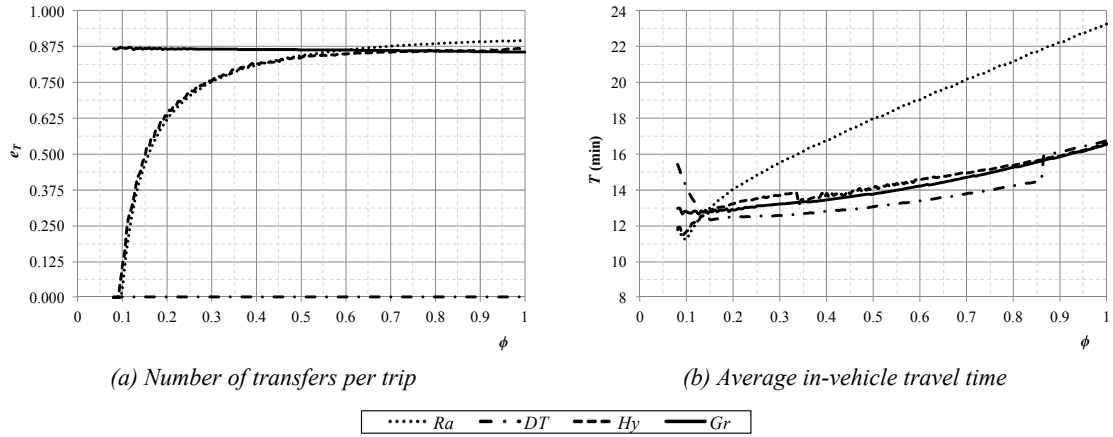 1.000
0.875
0.750
0.625
0.500
0.375
0.250
0.125
0.000
e_T
0 0.1 0.2 0.3 0.4 0.5 0.6 0.7 0.8 0.9 1
ϕ
(a) Number of transfers per trip
24
22
20
18
16
14
12
10
8
T (min)
0 0.1 0.2 0.3 0.4 0.5 0.6 0.7 0.8 0.9 1
ϕ
(b) Average in-vehicle travel time
Ra DT Hy Gr